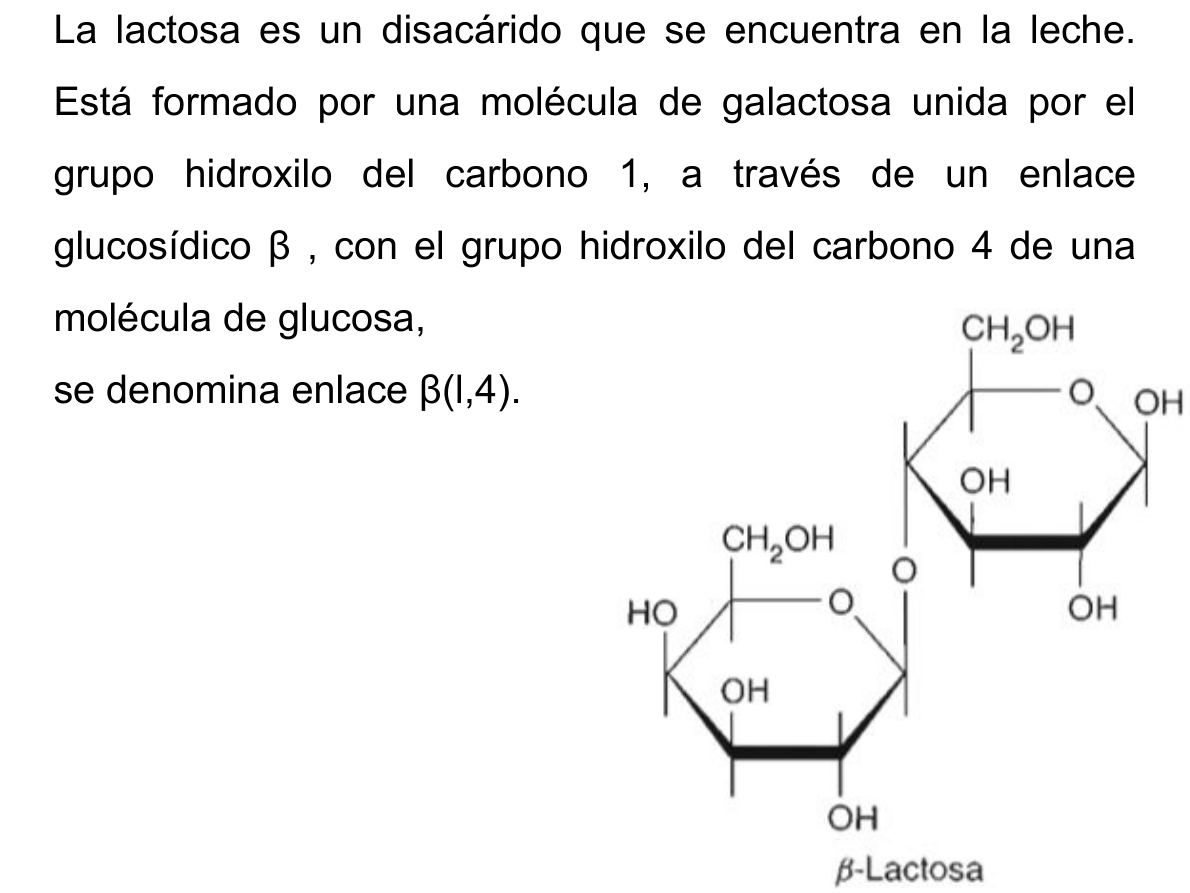 La lactosa es un disacárido que se encuentra en la leche.
Está formado por una molécula de galactosa unida por el
grupo hidroxilo del carbono 1, a través de un enlace
glucosídico β , con el grupo hidroxilo del carbono 4 de una
molécula de glucosa,
se denomina enlace β(l,4).
CH₂OH
O
OH
OH
CH₂OH
O
HO
O
OH
OH
OH
β-Lactosa